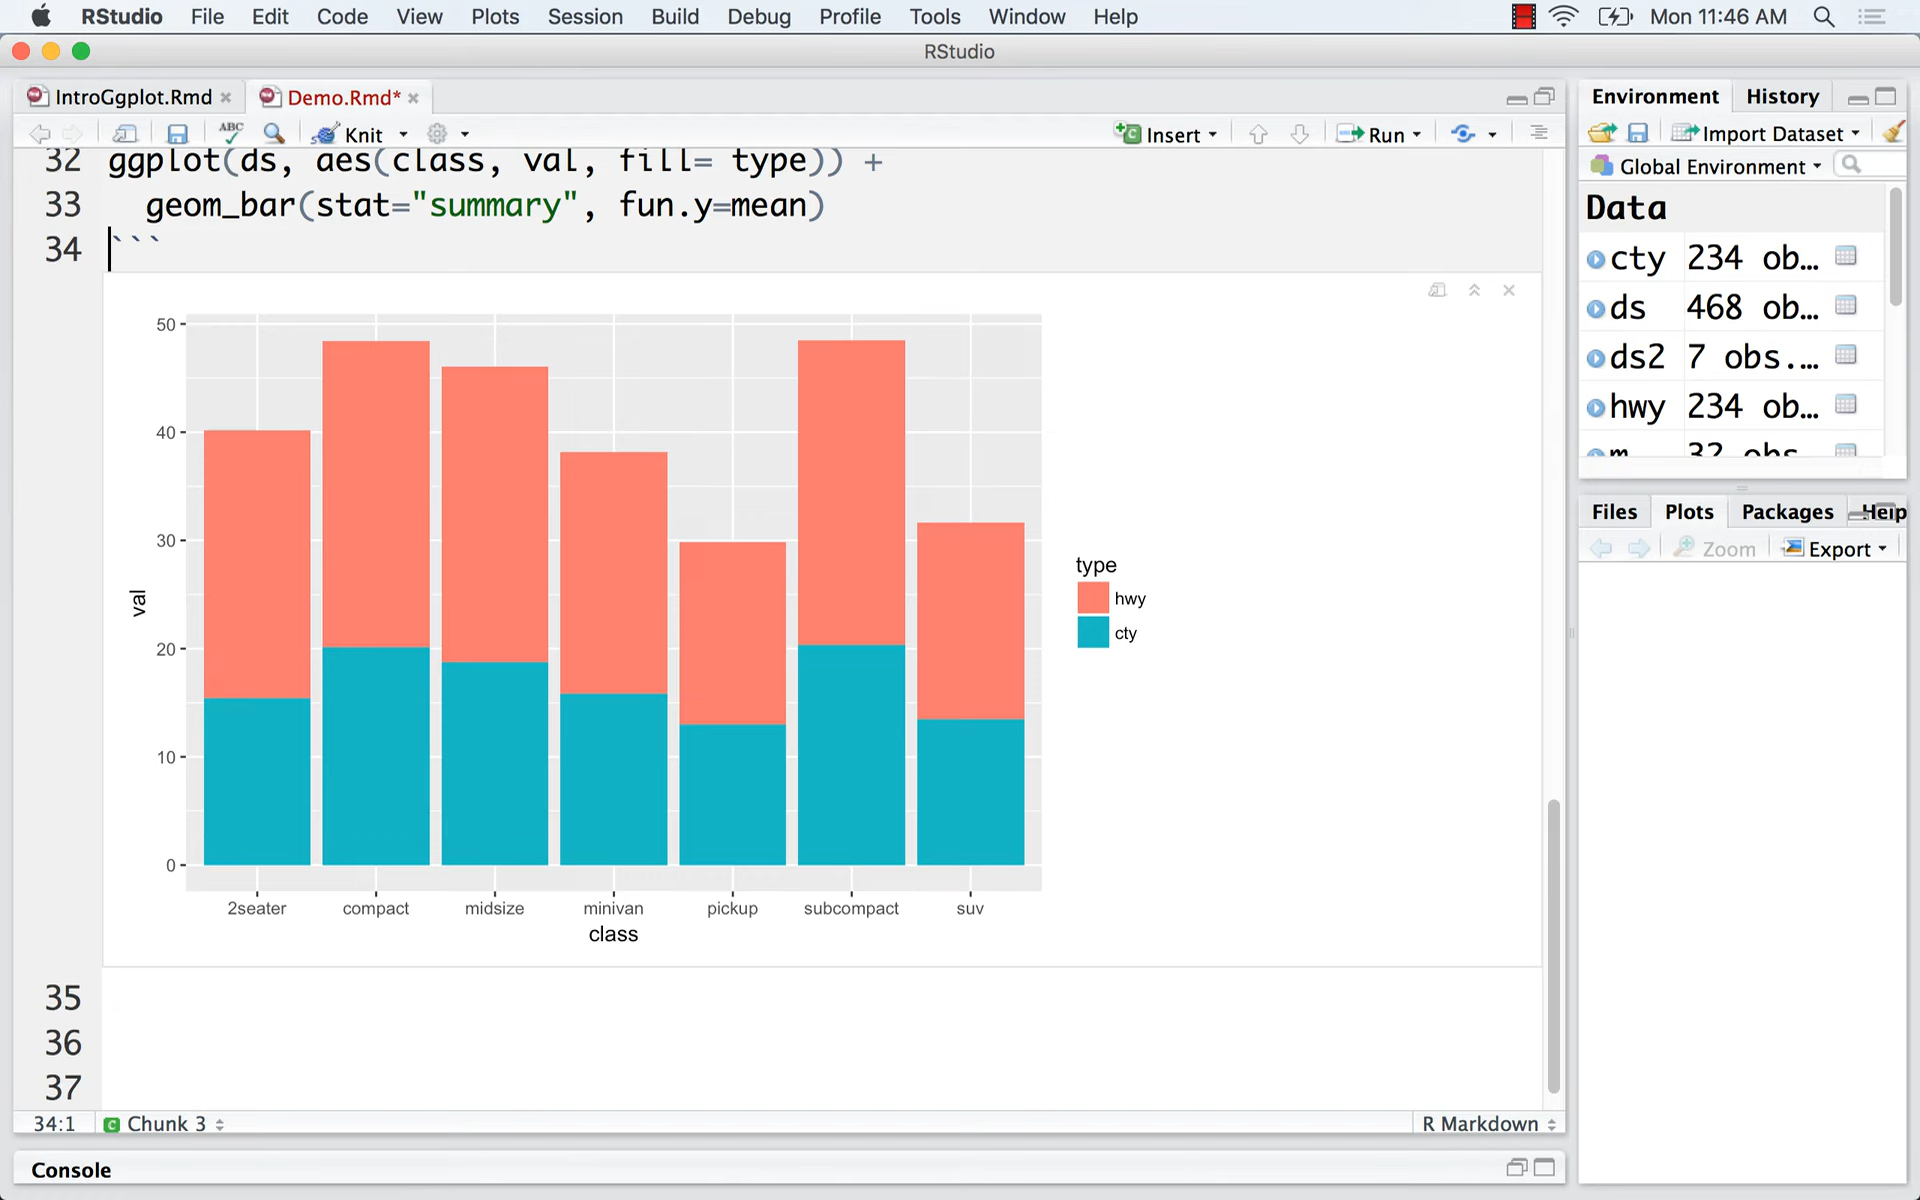 RStudio File Edit Code View Plots Session Build Debug Profile Tools Window Help Mon 11:46 AM
RStudio
IntroGgplot.Rmd Demo.Rmd*
ABC Knit Insert Run
32 ggplot(ds, aes(class, val, fill= type)) +
33 geom_bar(stat="summary", fun.y=mean)
34 ```
50
40
30
20
10
0
val
2seater compact midsize minivan pickup subcompact suv
class
type
hwy
cty
35
36
37
34:1 C Chunk 3 R Markdown
Console
Environment History
Import Dataset
Global Environment
Data
cty 234 ob…
ds 468 ob…
ds2 7 obs.…
hwy 234 ob…
m 32 obs
Files Plots Packages Help
Zoom Export